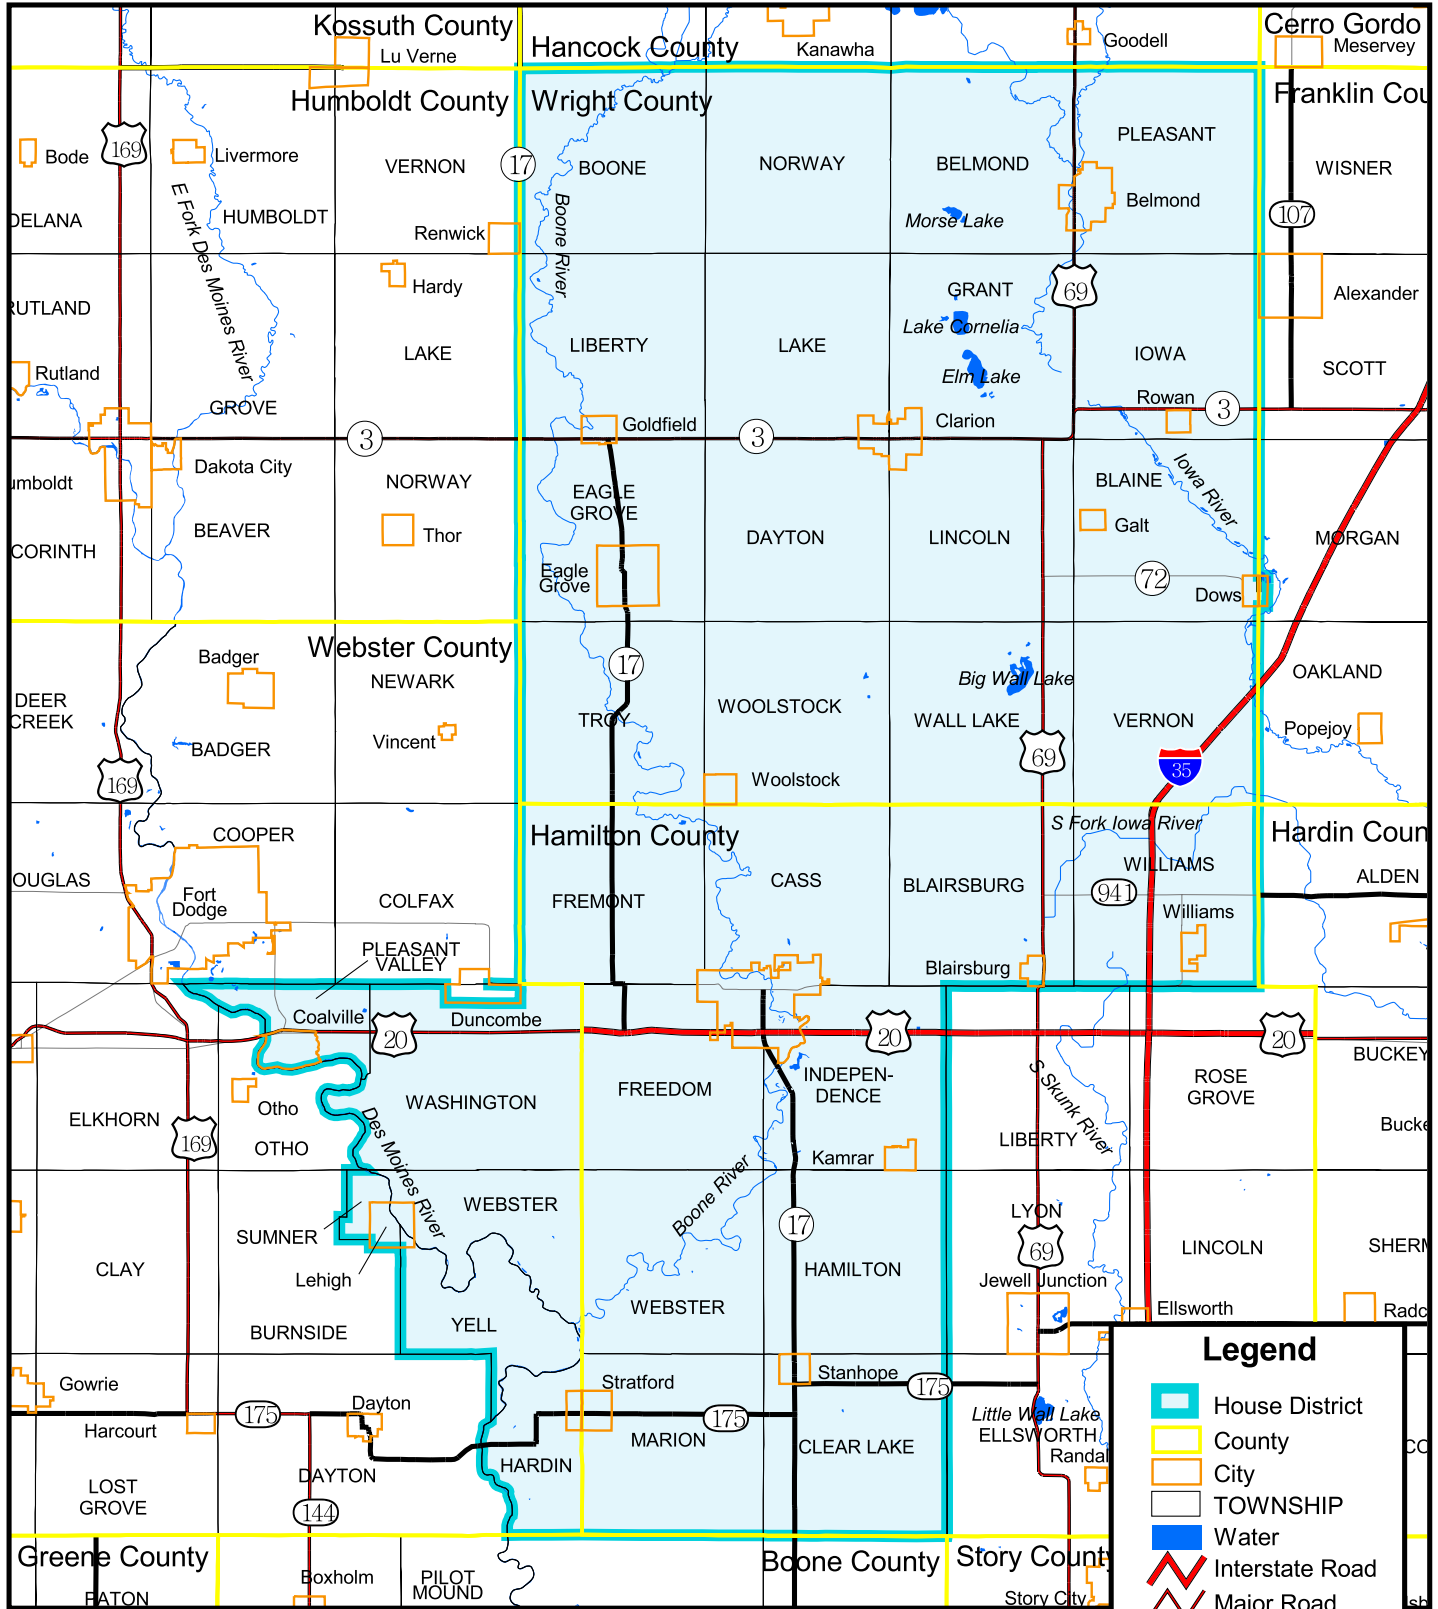 Kossuth County
Hancock County
Cerro Gordo
Lu Verne
Kanawha
Goodell
Meservey
Humboldt County
Wright County
Franklin Cou
169
Bode
Livermore
VERNON
17
BOONE
NORWAY
BELMOND
PLEASANT
WISNER
DELANA
HUMBOLDT
Renwick
Boone River
Morse Lake
Belmond
107
E Fork Des Moines River
Hardy
GRANT
69
Alexander
RUTLAND
LAKE
LIBERTY
LAKE
Lake Cornelia
IOWA
SCOTT
Rutland
Elm Lake
Rowan
3
GROVE
3
Goldfield
3
Clarion
Dakota City
umboldt
NORWAY
EAGLE
GROVE
BLAINE
Iowa River
BEAVER
Thor
Galt
CORINTH
DAYTON
LINCOLN
MORGAN
Eagle
Grove
72
Dows
Webster County
Badger
NEWARK
17
Big Wall Lake
OAKLAND
DEER
CREEK
TROY
WOOLSTOCK
WALL LAKE
VERNON
Popejoy
Vincent
BADGER
69
35
169
Woolstock
COOPER
Hamilton County
S Fork Iowa River
Hardin Coun
OUGLAS
Fort
Dodge
COLFAX
FREMONT
CASS
BLAIRSBURG
WILLIAMS
ALDEN
941
Williams
PLEASANT
VALLEY
Blairsburg
Coalville
20
Duncombe
20
20
BUCKEY
ELKHORN
Otho
WASHINGTON
FREEDOM
INDEPEN-
DENCE
S Skunk River
ROSE
GROVE
169
OTHO
Des Moines River
Kamrar
LIBERTY
Bucke
WEBSTER
Boone River
LYON
SUMNER
17
69
CLAY
Lehigh
HAMILTON
LINCOLN
SHERM
Jewell Junction
BURNSIDE
YELL
WEBSTER
Ellsworth
Radc
Gowrie
Stratford
Stanhope
175
Harcourt
175
Dayton
175
Little Wall Lake
ELLSWORTH
MARION
CLEAR LAKE
Randal
HARDIN
DAYTON
LOST
GROVE
144
Greene County
Boone County
Story County
Boxholm
PILOT
MOUND
PATON
Story City
Legend
House District
County
City
TOWNSHIP
Water
Interstate Road
Major Road
CO
sh